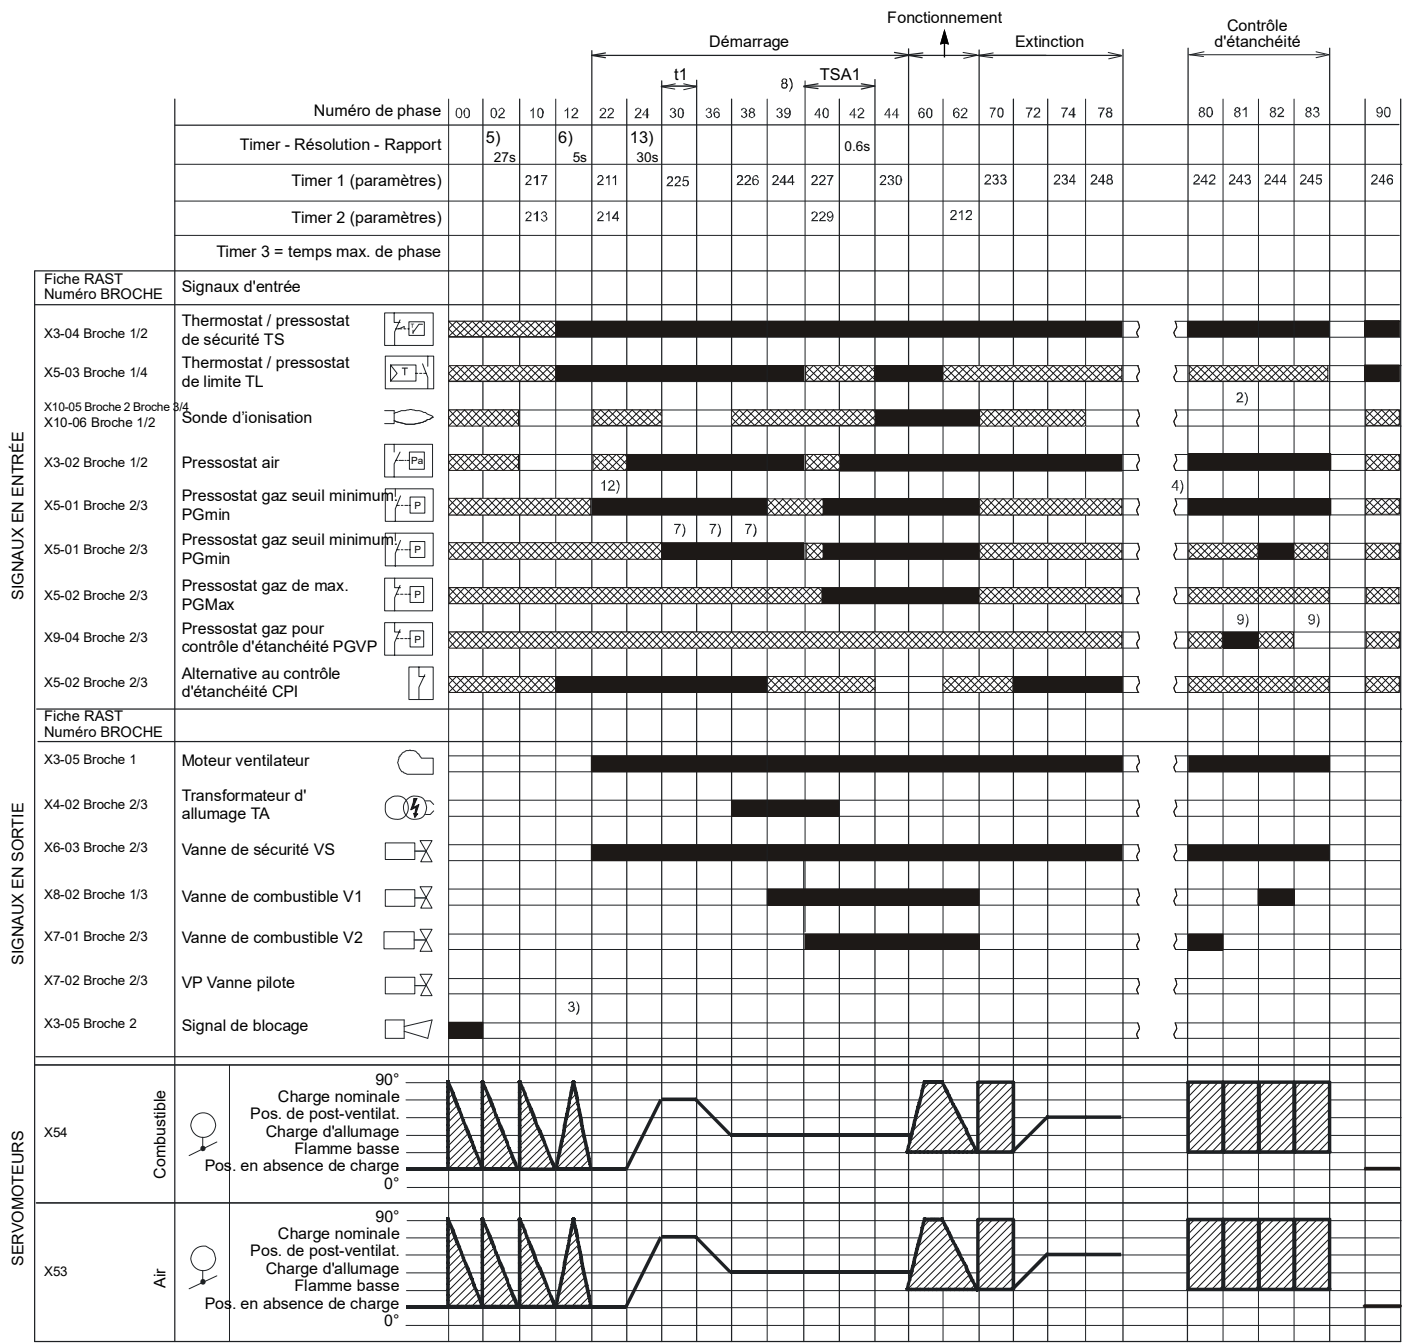 Fonctionnement
Démarrage
Extinction
Contrôle
d'étanchéité
t1
8)
TSA1
Numéro de phase 00 02 10 12 22 24 30 36 38 39 40 42 44 60 62 70 72 74 78 80 81 82 83 90
Timer - Résolution - Rapport 5) 27s 6) 5s 13) 30s 0.6s
Timer 1 (paramètres) 217 211 225 226 244 227 230 233 234 248 242 243 244 245 246
Timer 2 (paramètres) 213 214 229 212
Timer 3 = temps max. de phase
Fiche RAST
Numéro BROCHE
Signaux d'entrée
SIGNAUX EN ENTRÉE
X3-04 Broche 1/2
Thermostat / pressostat
de sécurité TS
X5-03 Broche 1/4
Thermostat / pressostat
de limite TL
T
2)
X10-05 Broche 2 Broche 3/4
X10-06 Broche 1/2
Sonde d'ionisation
X3-02 Broche 1/2
Pressostat air
Pa
12)
4)
X5-01 Broche 2/3
Pressostat gaz seuil minimum
PGmin
P
7) 7) 7)
X5-01 Broche 2/3
Pressostat gaz seuil minimum
PGmin
P
X5-02 Broche 2/3
Pressostat gaz de max.
PGMax
P
9) 9)
X9-04 Broche 2/3
Pressostat gaz pour
contrôle d'étanchéité PGVP
P
X5-02 Broche 2/3
Alternative au contrôle
d'étanchéité CPI
Fiche RAST
Numéro BROCHE
SIGNAUX EN SORTIE
X3-05 Broche 1
Moteur ventilateur
X4-02 Broche 2/3
Transformateur d'
allumage TA
X6-03 Broche 2/3
Vanne de sécurité VS
X8-02 Broche 1/3
Vanne de combustible V1
X7-01 Broche 2/3
Vanne de combustible V2
X7-02 Broche 2/3
VP Vanne pilote
3)
X3-05 Broche 2
Signal de blocage
SERVOMOTEURS
X54
Combustible
90°
Charge nominale
Pos. de post-ventilat.
Charge d'allumage
Flamme basse
Pos. en absence de charge
0°
X53
Air
90°
Charge nominale
Pos. de post-ventilat.
Charge d'allumage
Flamme basse
Pos. en absence de charge
0°